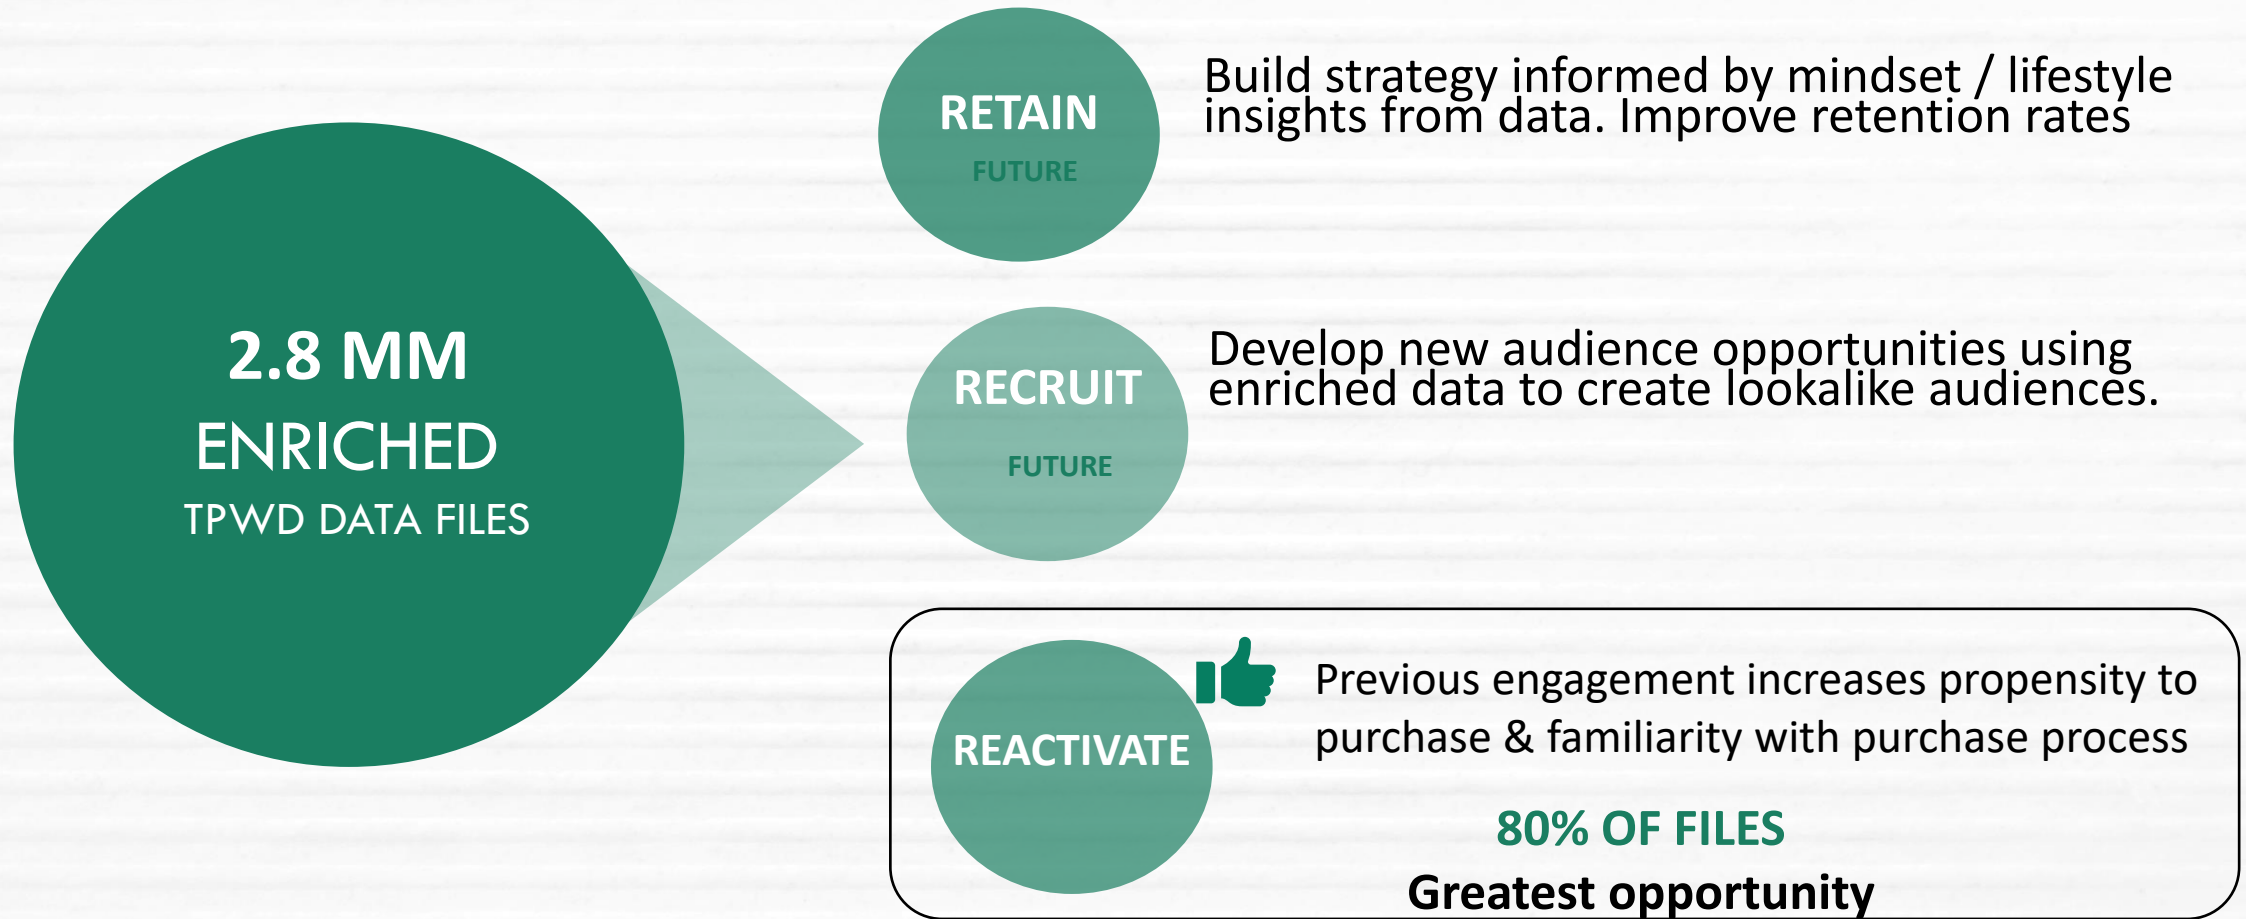 2.8 MM
ENRICHED
TPWD DATA FILES
RETAIN
FUTURE
Build strategy informed by mindset / lifestyle
insights from data. Improve retention rates
RECRUIT
FUTURE
Develop new audience opportunities using
enriched data to create lookalike audiences.
REACTIVATE
Previous engagement increases propensity to
purchase & familiarity with purchase process
80% OF FILES
Greatest opportunity